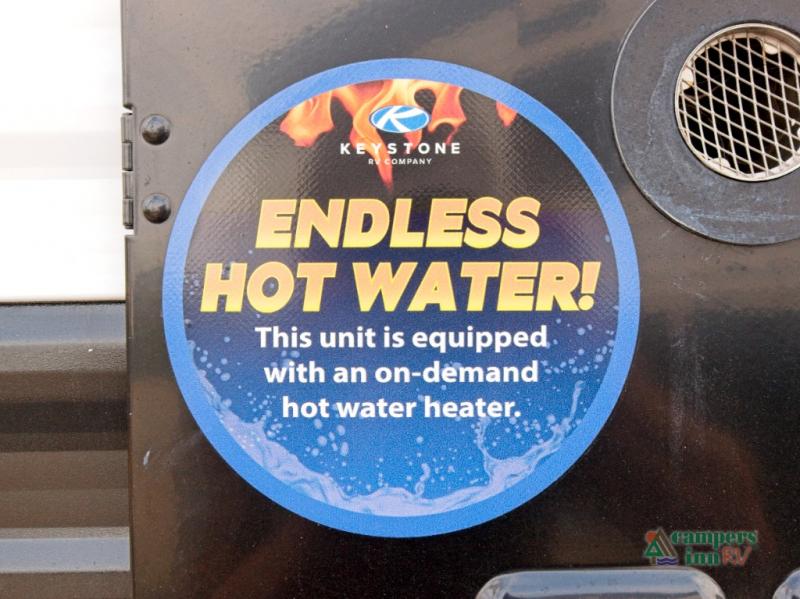 K
KEYSTONE
RV COMPANY
ENDLESS
HOT WATER!
This unit is equipped
with an on-demand
hot water heater.
campers
inn RV